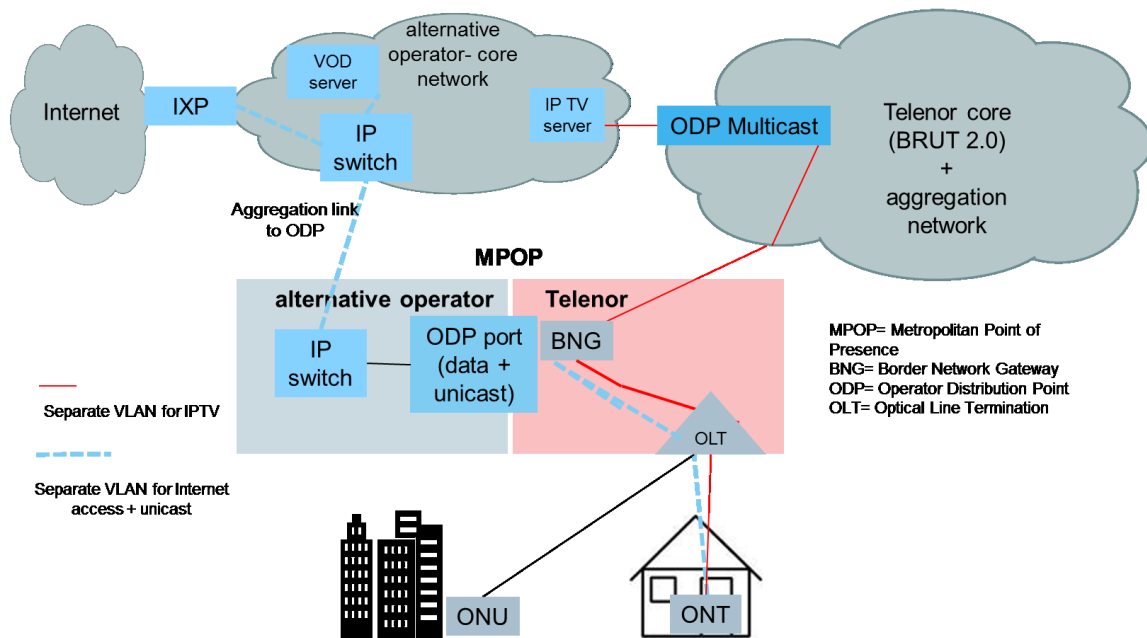 alternative
operator- core
network
VOD
server
Internet
IXP
IP
switch
IP TV
server
ODP Multicast
Telenor core
(BRUT 2.0)
+
aggregation
network
Aggregation link
to ODP
MPOP
alternative operator
Telenor
IP
switch
ODP port
(data +
unicast)
BNG
OLT
MPOP= Metropolitan Point of
Presence
BNG= Border Network Gateway
ODP= Operator Distribution Point
OLT= Optical Line Termination
Separate VLAN for IPTV
Separate VLAN for Internet
access + unicast
ONU
ONT